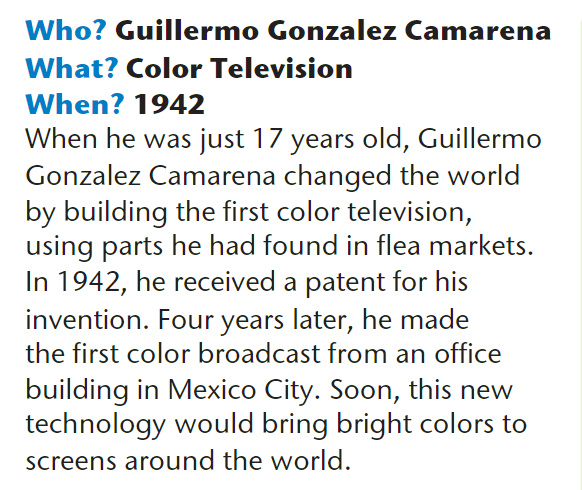 Who? Guillermo Gonzalez Camarena
What? Color Television
When? 1942
When he was just 17 years old, Guillermo
Gonzalez Camarena changed the world
by building the first color television,
using parts he had found in flea markets.
In 1942, he received a patent for his
invention. Four years later, he made
the first color broadcast from an office
building in Mexico City. Soon, this new
technology would bring bright colors to
screens around the world.